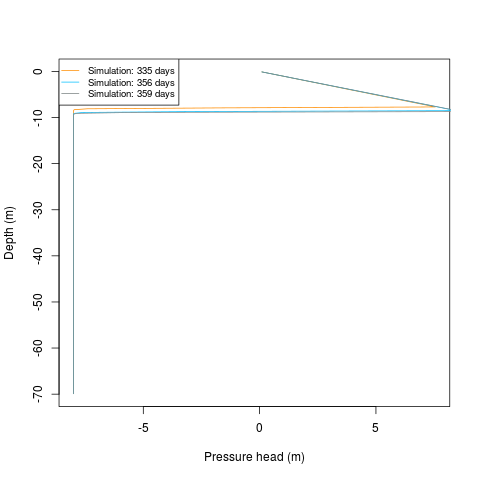 Simulation: 335 days
Simulation: 356 days
Simulation: 359 days
0
-10
-20
-30
-40
-50
-60
-70
Depth (m)
-5 0 5
Pressure head (m)